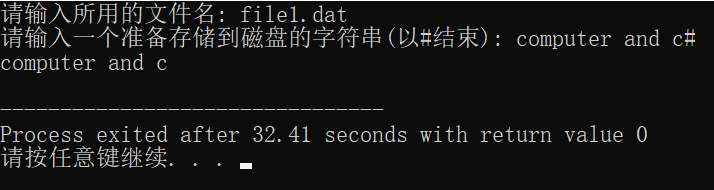 请输入所用的文件名: file1.dat
请输入一个准备存储到磁盘的字符串(以#结束): computer and c#
computer and c
--------------------------------
Process exited after 32.41 seconds with return value 0
请按任意键继续. . .